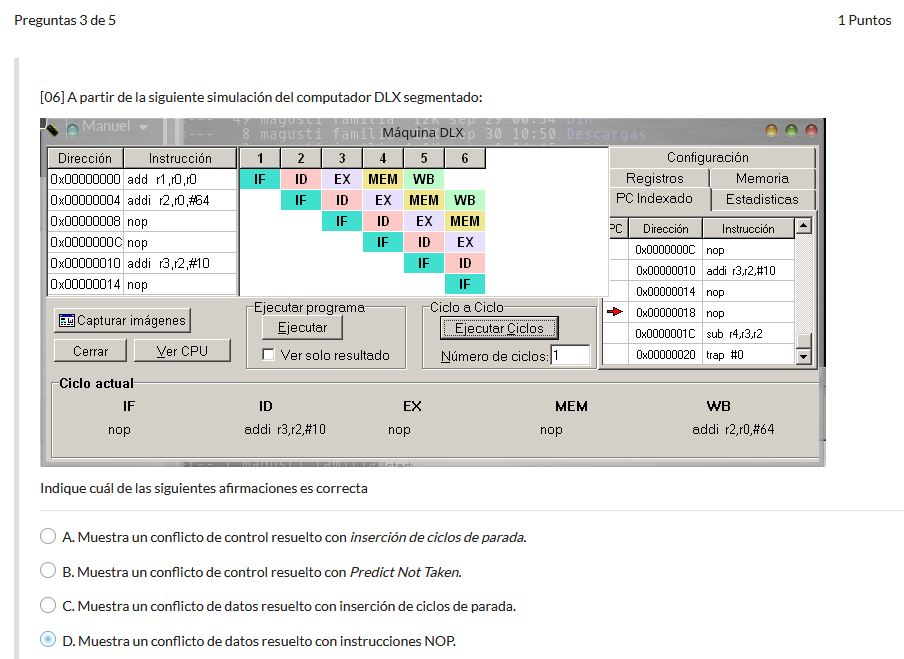 Preguntas 3 de 5
1 Puntos
[06] A partir de la siguiente simulación del computador DLX segmentado:
Manuel
8 magusti famili
Máquina DLX
p 30 10:50 Descargas
Dirección Instrucción 1 2 3 4 5 6
0x00000000 add r1,r0,r0 IF ID EX MEM WB
0x00000004 addi r2,r0,#64 IF ID EX MEM WB
0x00000008 nop IF ID EX MEM
0x0000000C nop IF ID EX
0x00000010 addi r3,r2,#10 IF ID
0x00000014 nop IF
Configuración
Registros Memoria
PC Indexado Estadisticas
PC Dirección Instrucción
0x0000000C nop
0x00000010 addi r3,r2,#10
0x00000014 nop
0x00000018 nop
0x0000001C sub r4,r3,r2
0x00000020 trap #0
Capturar imágenes
Cerrar Ver CPU
Ejecutar programa
Ejecutar
Ver solo resultado
Ciclo a Ciclo
Ejecutar Ciclos
Número de ciclos: 1
Ciclo actual
IF ID EX MEM WB
nop addi r3,r2,#10 nop nop addi r2,r0,#64
Indique cuál de las siguientes afirmaciones es correcta
A. Muestra un conflicto de control resuelto con inserción de ciclos de parada.
B. Muestra un conflicto de control resuelto con Predict Not Taken.
C. Muestra un conflicto de datos resuelto con inserción de ciclos de parada.
D. Muestra un conflicto de datos resuelto con instrucciones NOP.